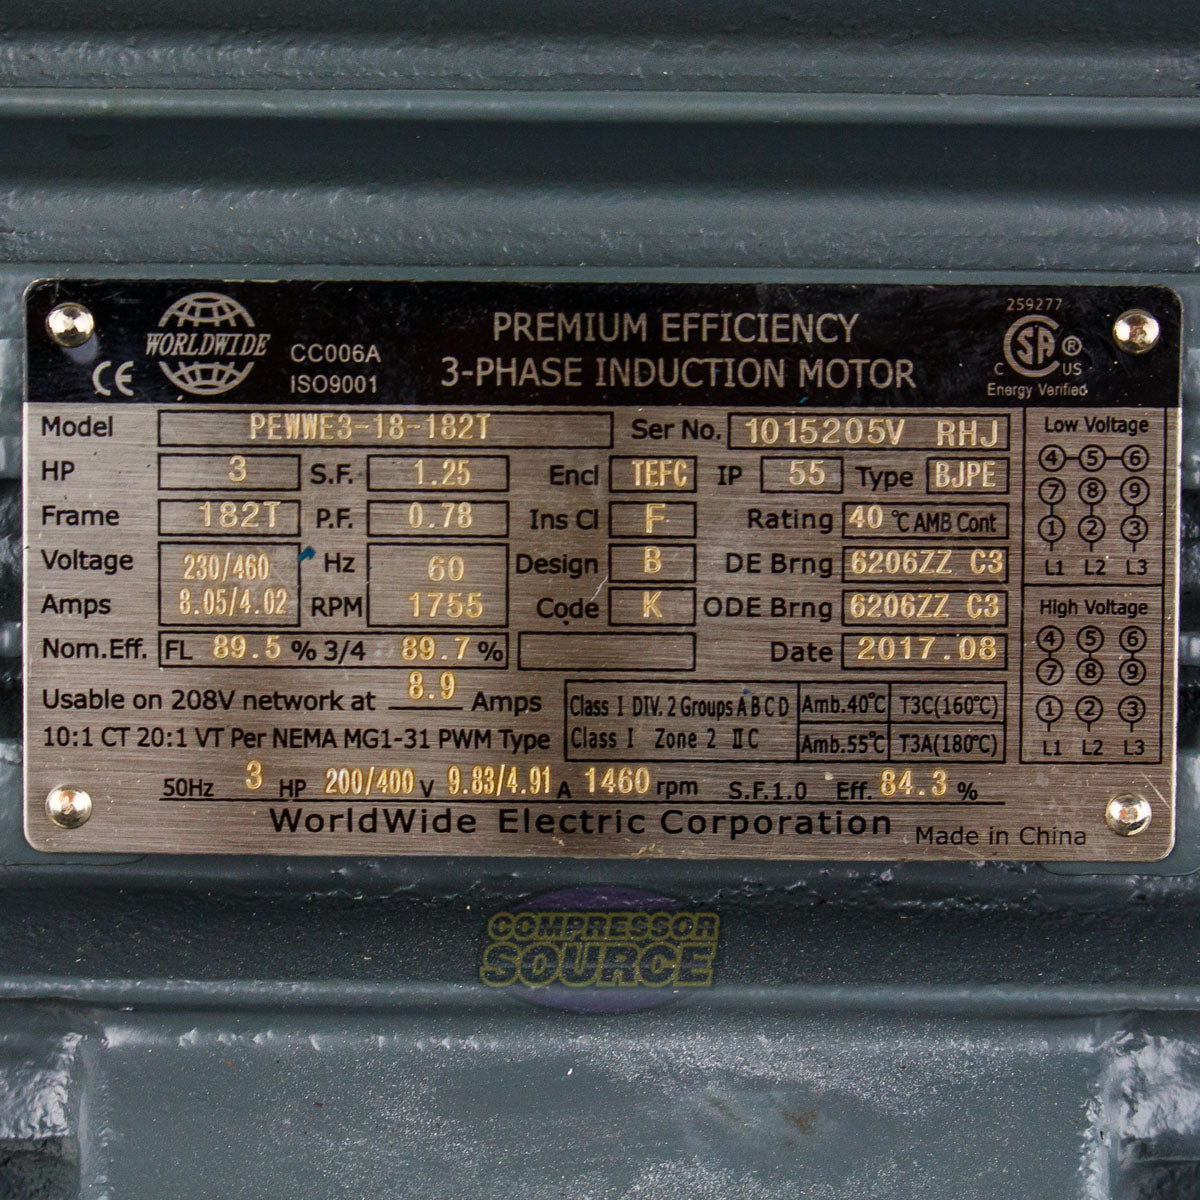 259277
WORLDWIDE
CE
CC006A
ISO9001
PREMIUM EFFICIENCY
3-PHASE INDUCTION MOTOR
CSA ®
C US
Energy Verified
Model PEWWE3-18-182T Ser No. 1015205V RHJ
HP 3 S.F. 1.25 Encl TEFC IP 55 Type BJPE
Frame 182T P.F. 0.78 Ins Cl F Rating 40 °C AMB Cont
Voltage 230/460 Hz 60 Design B DE Brng 6206ZZ C3
Amps 8.05/4.02 RPM 1755 Code K ODE Brng 6206ZZ C3
Nom.Eff. FL 89.5 % 3/4 89.7 % Date 2017.08
Usable on 208V network at 8.9 Amps
10:1 CT 20:1 VT Per NEMA MG1-31 PWM Type
Class I DIV. 2 Groups A B C D Amb.40°C T3C(160°C)
Class I Zone 2 IIC Amb.55°C T3A(180°C)
50Hz 3 HP 200/400 V 9.83/4.91 A 1460 rpm S.F.1.0 Eff. 84.3 %
WorldWide Electric Corporation Made in China
Low Voltage
4 5 6
7 8 9
1 2 3
L1 L2 L3
High Voltage
4 5 6
7 8 9
1 2 3
L1 L2 L3
COMPRESSOR
SOURCE